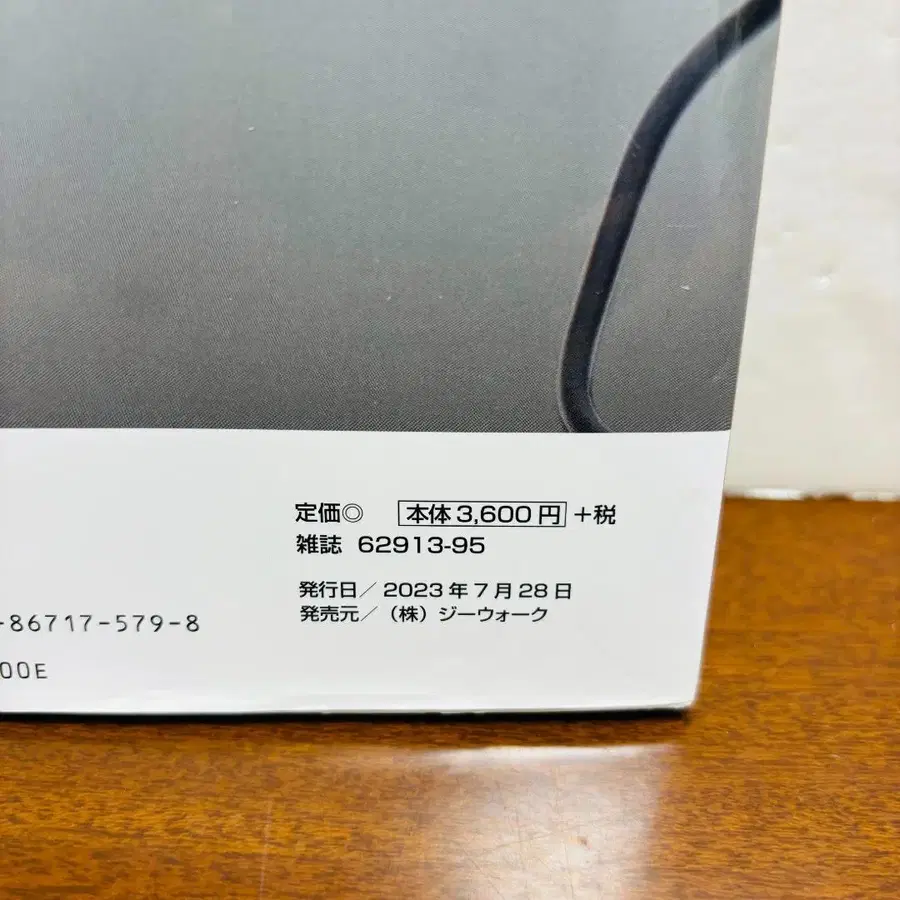 定価◎ 本体3,600円+税
雑誌 62913-95
発行日／2023年7月28日
発売元／（株）ジーウォーク
-86717-579-8
00E